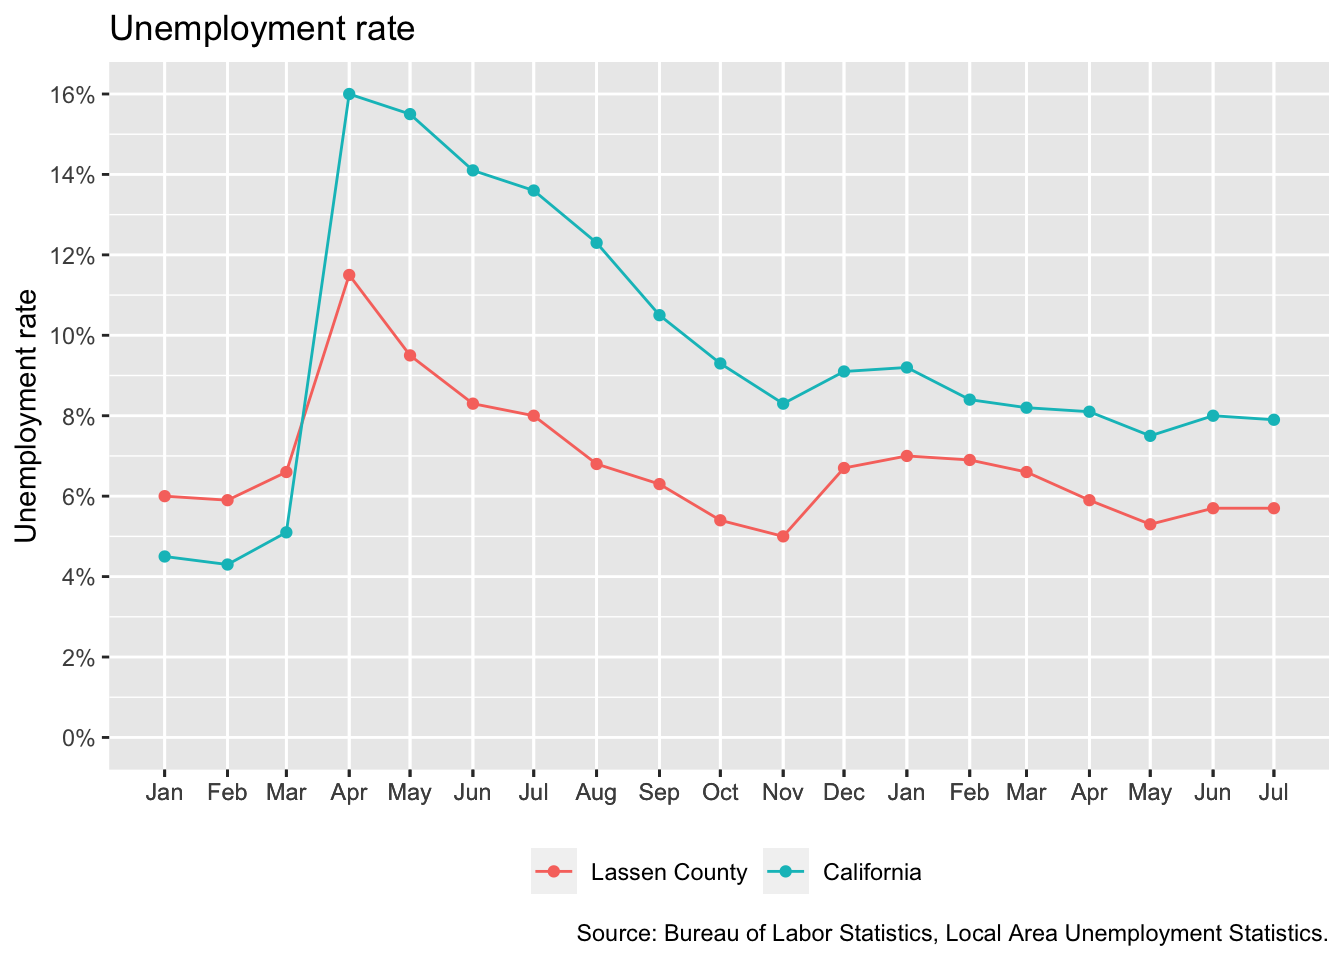 Unemployment rate
Unemployment rate
16%
14%
12%
10%
8%
6%
4%
2%
0%
Jan Feb Mar Apr May Jun Jul Aug Sep Oct Nov Dec Jan Feb Mar Apr May Jun Jul
Lassen County California
Source: Bureau of Labor Statistics, Local Area Unemployment Statistics.